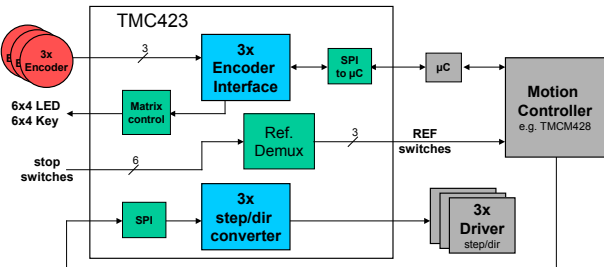 TMC423
3x
Encoder
3
3x
Encoder
Interface
SPI
to µC
µC
Motion
Controller
e.g. TMCM428
6x4 LED
6x4 Key
Matrix
control
Ref.
Demux
3
REF
switches
stop
switches
6
SPI
3x
step/dir
converter
3x
Driver
step/dir